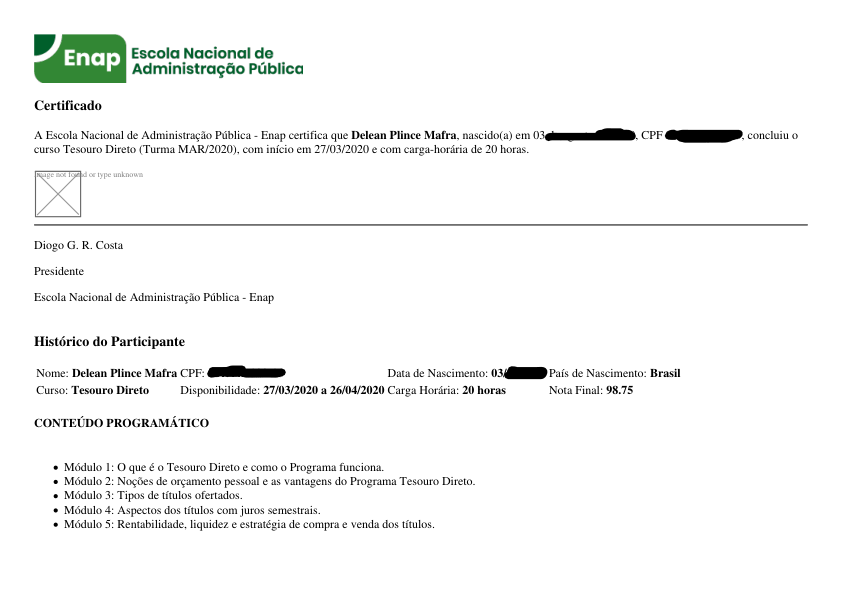 Enap
Escola Nacional de
Administração Pública
Certificado
A Escola Nacional de Administração Pública - Enap certifica que Delean Plince Mafra, nascido(a) em 03 , CPF , concluiu o
curso Tesouro Direto (Turma MAR/2020), com início em 27/03/2020 e com carga-horária de 20 horas.
Image not found or type unknown
Diogo G. R. Costa
Presidente
Escola Nacional de Administração Pública - Enap
Histórico do Participante
Nome: Delean Plince Mafra CPF: Data de Nascimento: 03/ País de Nascimento: Brasil
Curso: Tesouro Direto Disponibilidade: 27/03/2020 a 26/04/2020 Carga Horária: 20 horas Nota Final: 98.75
CONTEÚDO PROGRAMÁTICO
• Módulo 1: O que é o Tesouro Direto e como o Programa funciona.
• Módulo 2: Noções de orçamento pessoal e as vantagens do Programa Tesouro Direto.
• Módulo 3: Tipos de títulos ofertados.
• Módulo 4: Aspectos dos títulos com juros semestrais.
• Módulo 5: Rentabilidade, liquidez e estratégia de compra e venda dos títulos.